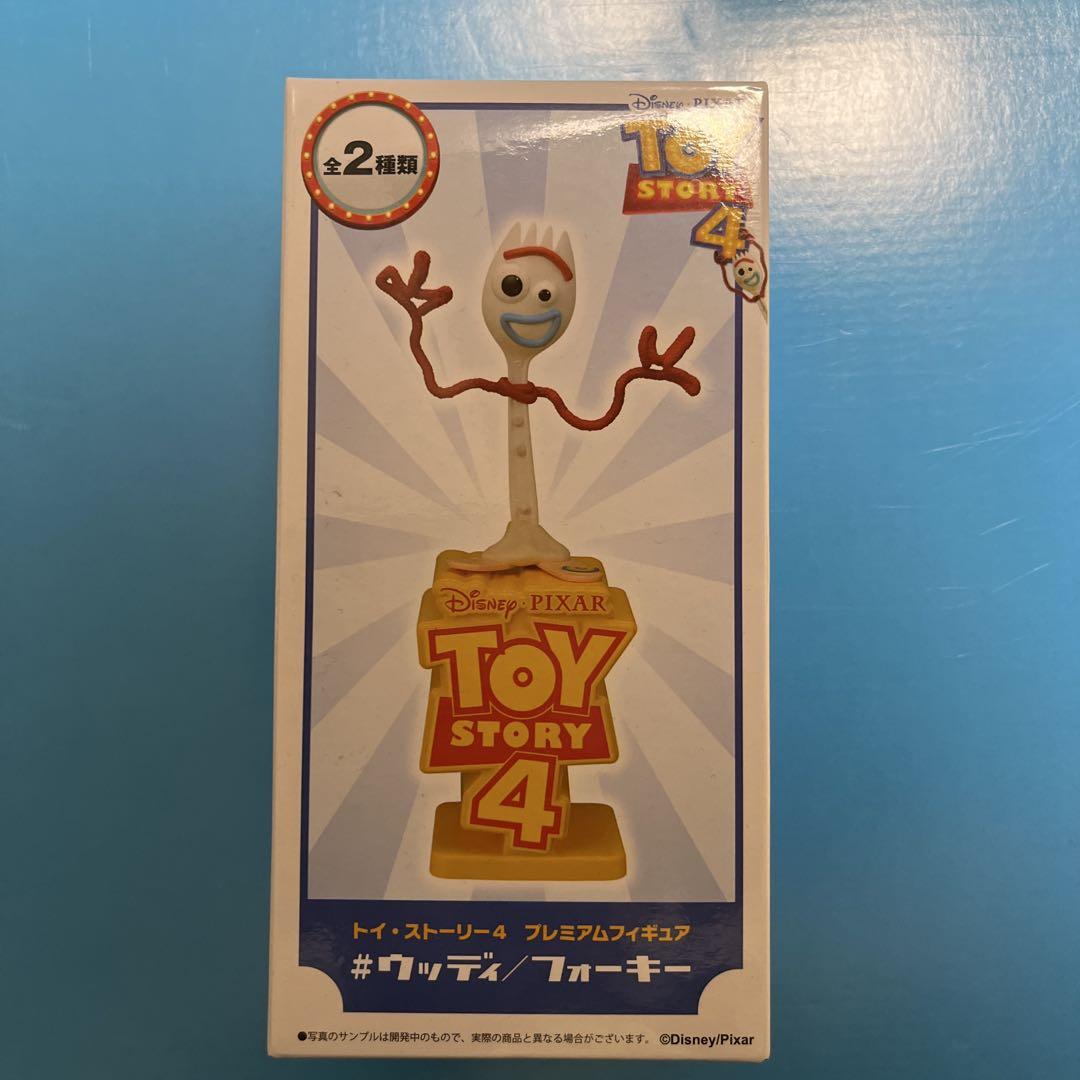 全2種類
Disney・PIXAR
TOY
STORY
4
Disney・PIXAR
TOY
STORY
4
トイ・ストーリー4 プレミアムフィギュア
#ウッディ/フォーキー
●写真のサンプルは開発中のもので、実際の商品と異なる場合がございます。 ©Disney/Pixar